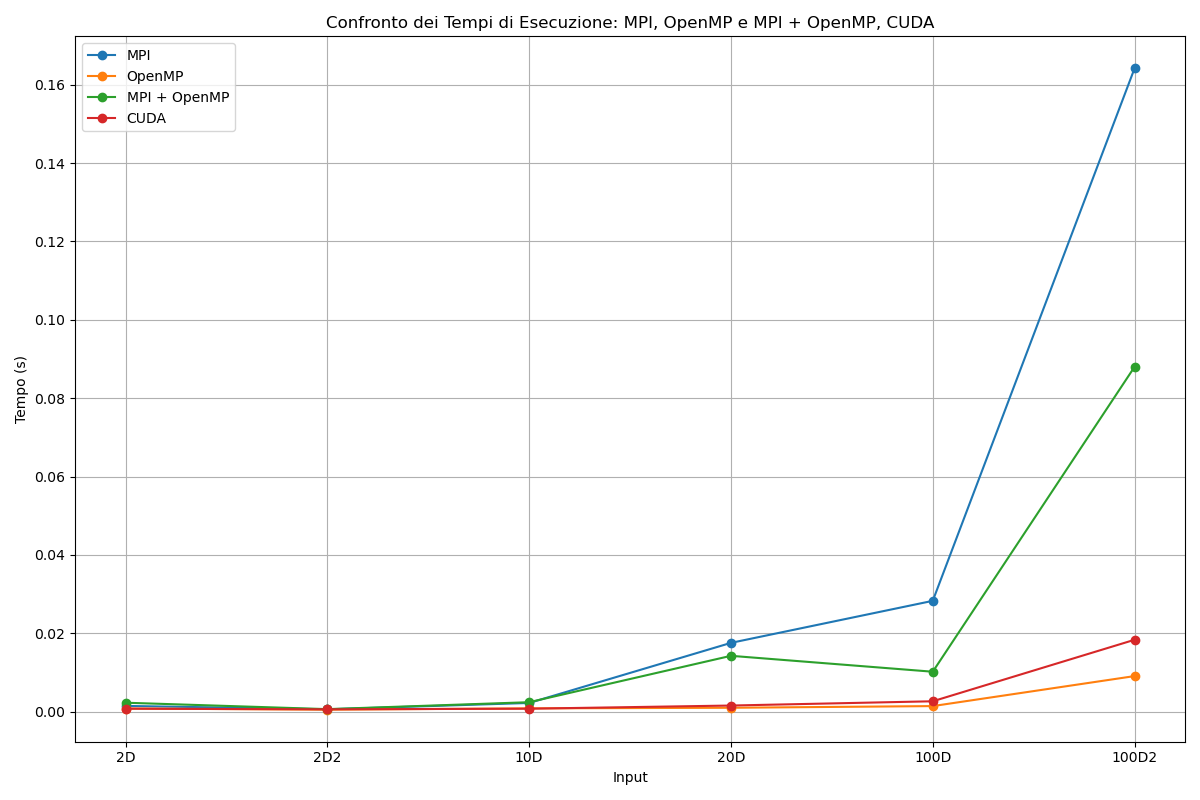 Confronto dei Tempi di Esecuzione: MPI, OpenMP e MPI + OpenMP, CUDA
MPI
OpenMP
MPI + OpenMP
CUDA
0.16
0.14
0.12
0.10
0.08
0.06
0.04
0.02
0.00
Tempo (s)
2D 2D2 10D 20D 100D 100D2
Input